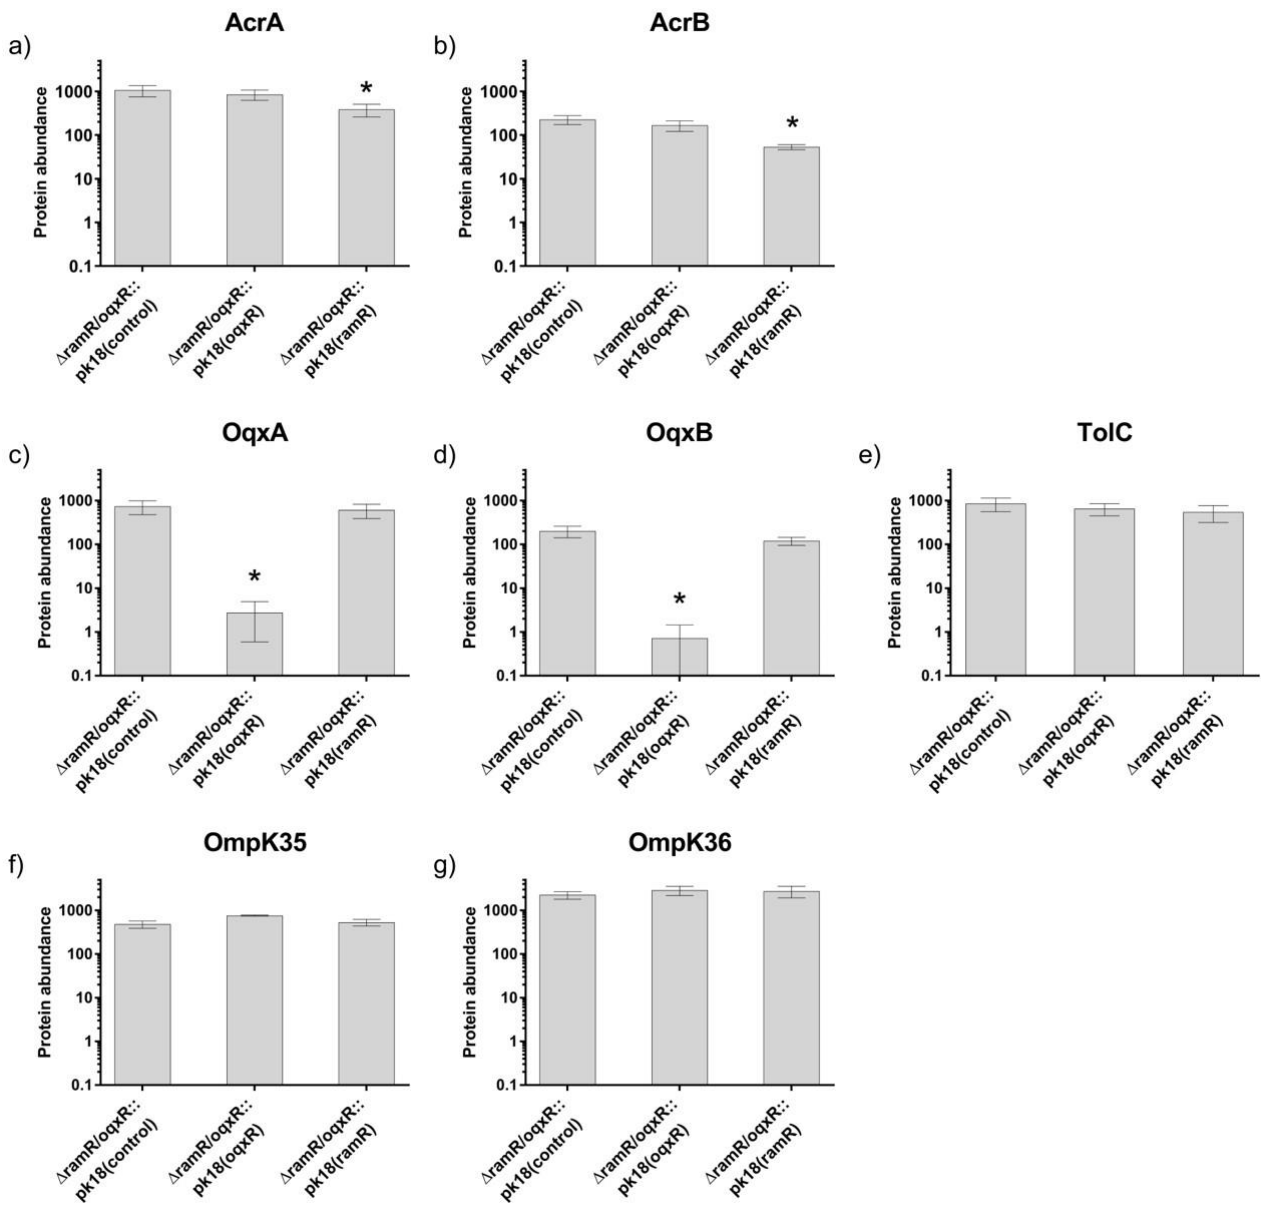 AcrA
a)
Protein abundance
1000
100
10
1
0.1
*
ΔramR/oqxR::
pk18(control)
ΔramR/oqxR::
pk18(oqxR)
ΔramR/oqxR::
pk18(ramR)
AcrB
b)
Protein abundance
1000
100
10
1
0.1
*
ΔramR/oqxR::
pk18(control)
ΔramR/oqxR::
pk18(oqxR)
ΔramR/oqxR::
pk18(ramR)
OqxA
c)
Protein abundance
1000
100
10
1
0.1
*
ΔramR/oqxR::
pk18(control)
ΔramR/oqxR::
pk18(oqxR)
ΔramR/oqxR::
pk18(ramR)
OqxB
d)
Protein abundance
1000
100
10
1
0.1
*
ΔramR/oqxR::
pk18(control)
ΔramR/oqxR::
pk18(oqxR)
ΔramR/oqxR::
pk18(ramR)
TolC
e)
Protein abundance
1000
100
10
1
0.1
ΔramR/oqxR::
pk18(control)
ΔramR/oqxR::
pk18(oqxR)
ΔramR/oqxR::
pk18(ramR)
OmpK35
f)
Protein abundance
1000
100
10
1
0.1
ΔramR/oqxR::
pk18(control)
ΔramR/oqxR::
pk18(oqxR)
ΔramR/oqxR::
pk18(ramR)
OmpK36
g)
Protein abundance
1000
100
10
1
0.1
ΔramR/oqxR::
pk18(control)
ΔramR/oqxR::
pk18(oqxR)
ΔramR/oqxR::
pk18(ramR)